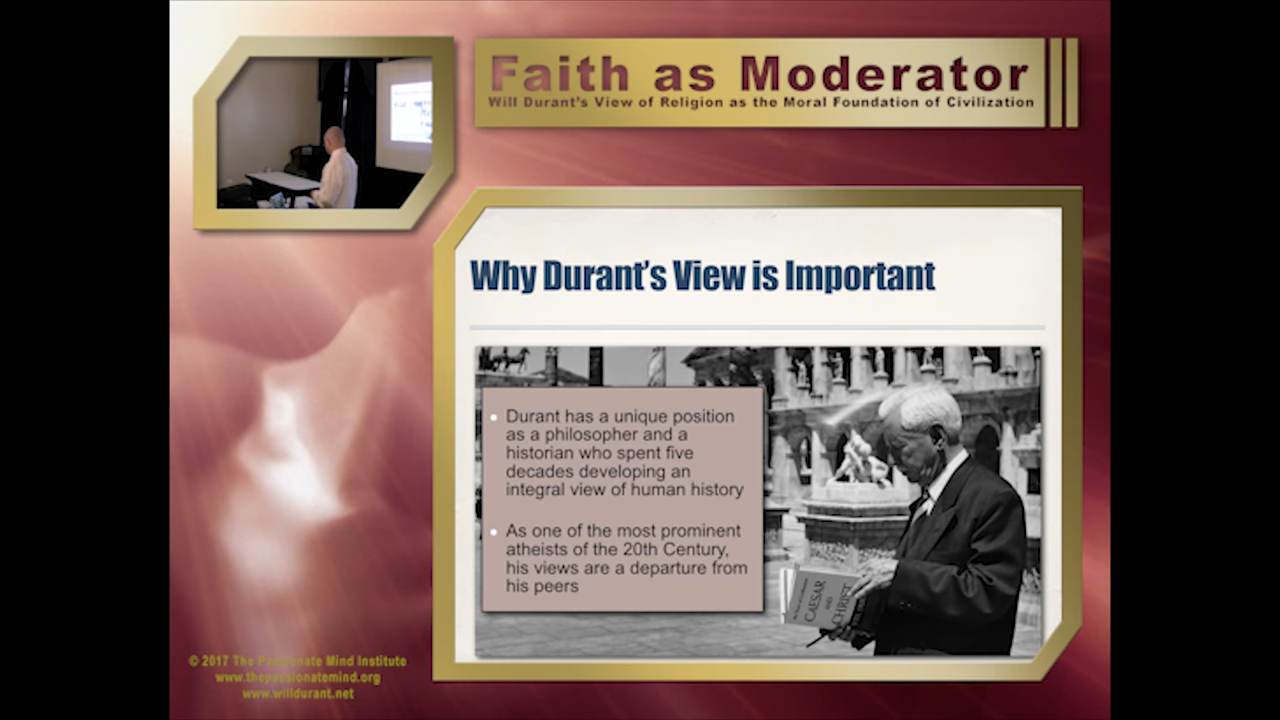 Faith as Moderator
Will Durant's View of Religion as the Moral Foundation of Civilization
Why Durant's View is Important
• Durant has a unique position
as a philosopher and a
historian who spent five
decades developing an
integral view of human history
• As one of the most prominent
atheists of the 20th Century,
his views are a departure from
his peers
CAESAR
AND
CHRIST
© 2017 The Passionate Mind Institute
www.thepassionatemind.org
www.willdurant.net